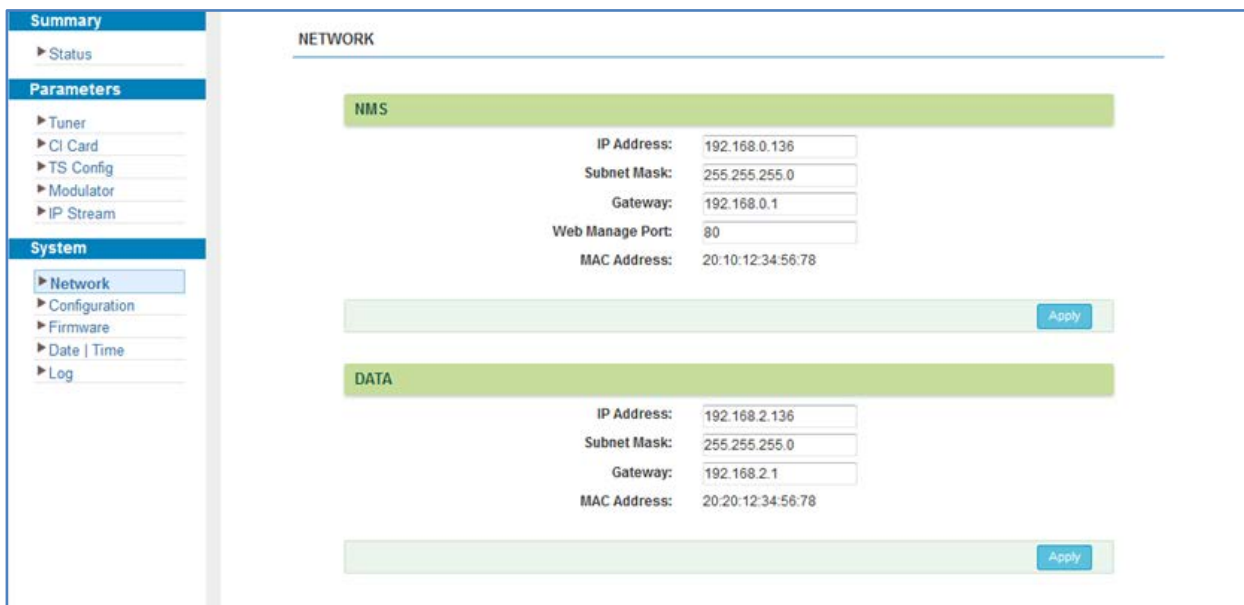 Summary
Status
Parameters
Tuner
CI Card
TS Config
Modulator
IP Stream
System
Network
Configuration
Firmware
Date | Time
Log
NETWORK
NMS
IP Address: 192.168.0.136
Subnet Mask: 255.255.255.0
Gateway: 192.168.0.1
Web Manage Port: 80
MAC Address: 20:10:12:34:56:78
Apply
DATA
IP Address: 192.168.2.136
Subnet Mask: 255.255.255.0
Gateway: 192.168.2.1
MAC Address: 20:20:12:34:56:78
Apply